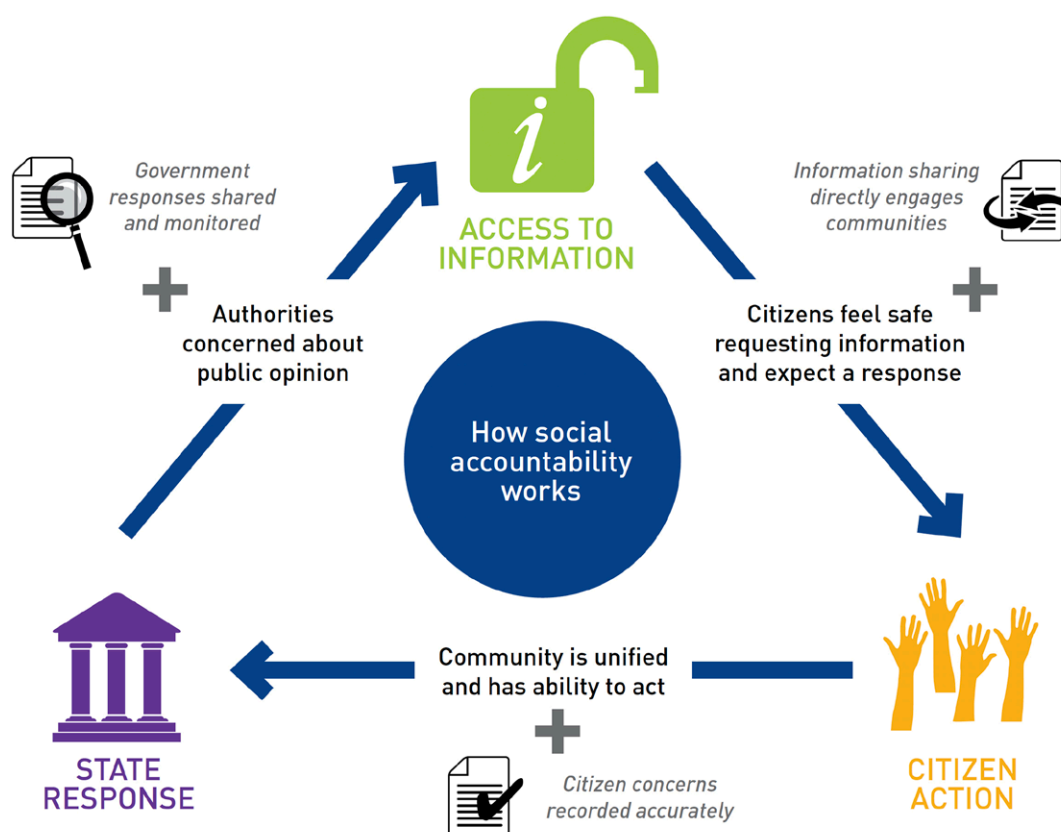 i
Government
responses shared
and monitored
Information sharing
directly engages
communities
ACCESS TO
INFORMATION
Authorities
concerned about
public opinion
Citizens feel safe
requesting information
and expect a response
How social
accountability
works
Community is unified
and has ability to act
STATE
RESPONSE
Citizen concerns
recorded accurately
CITIZEN
ACTION